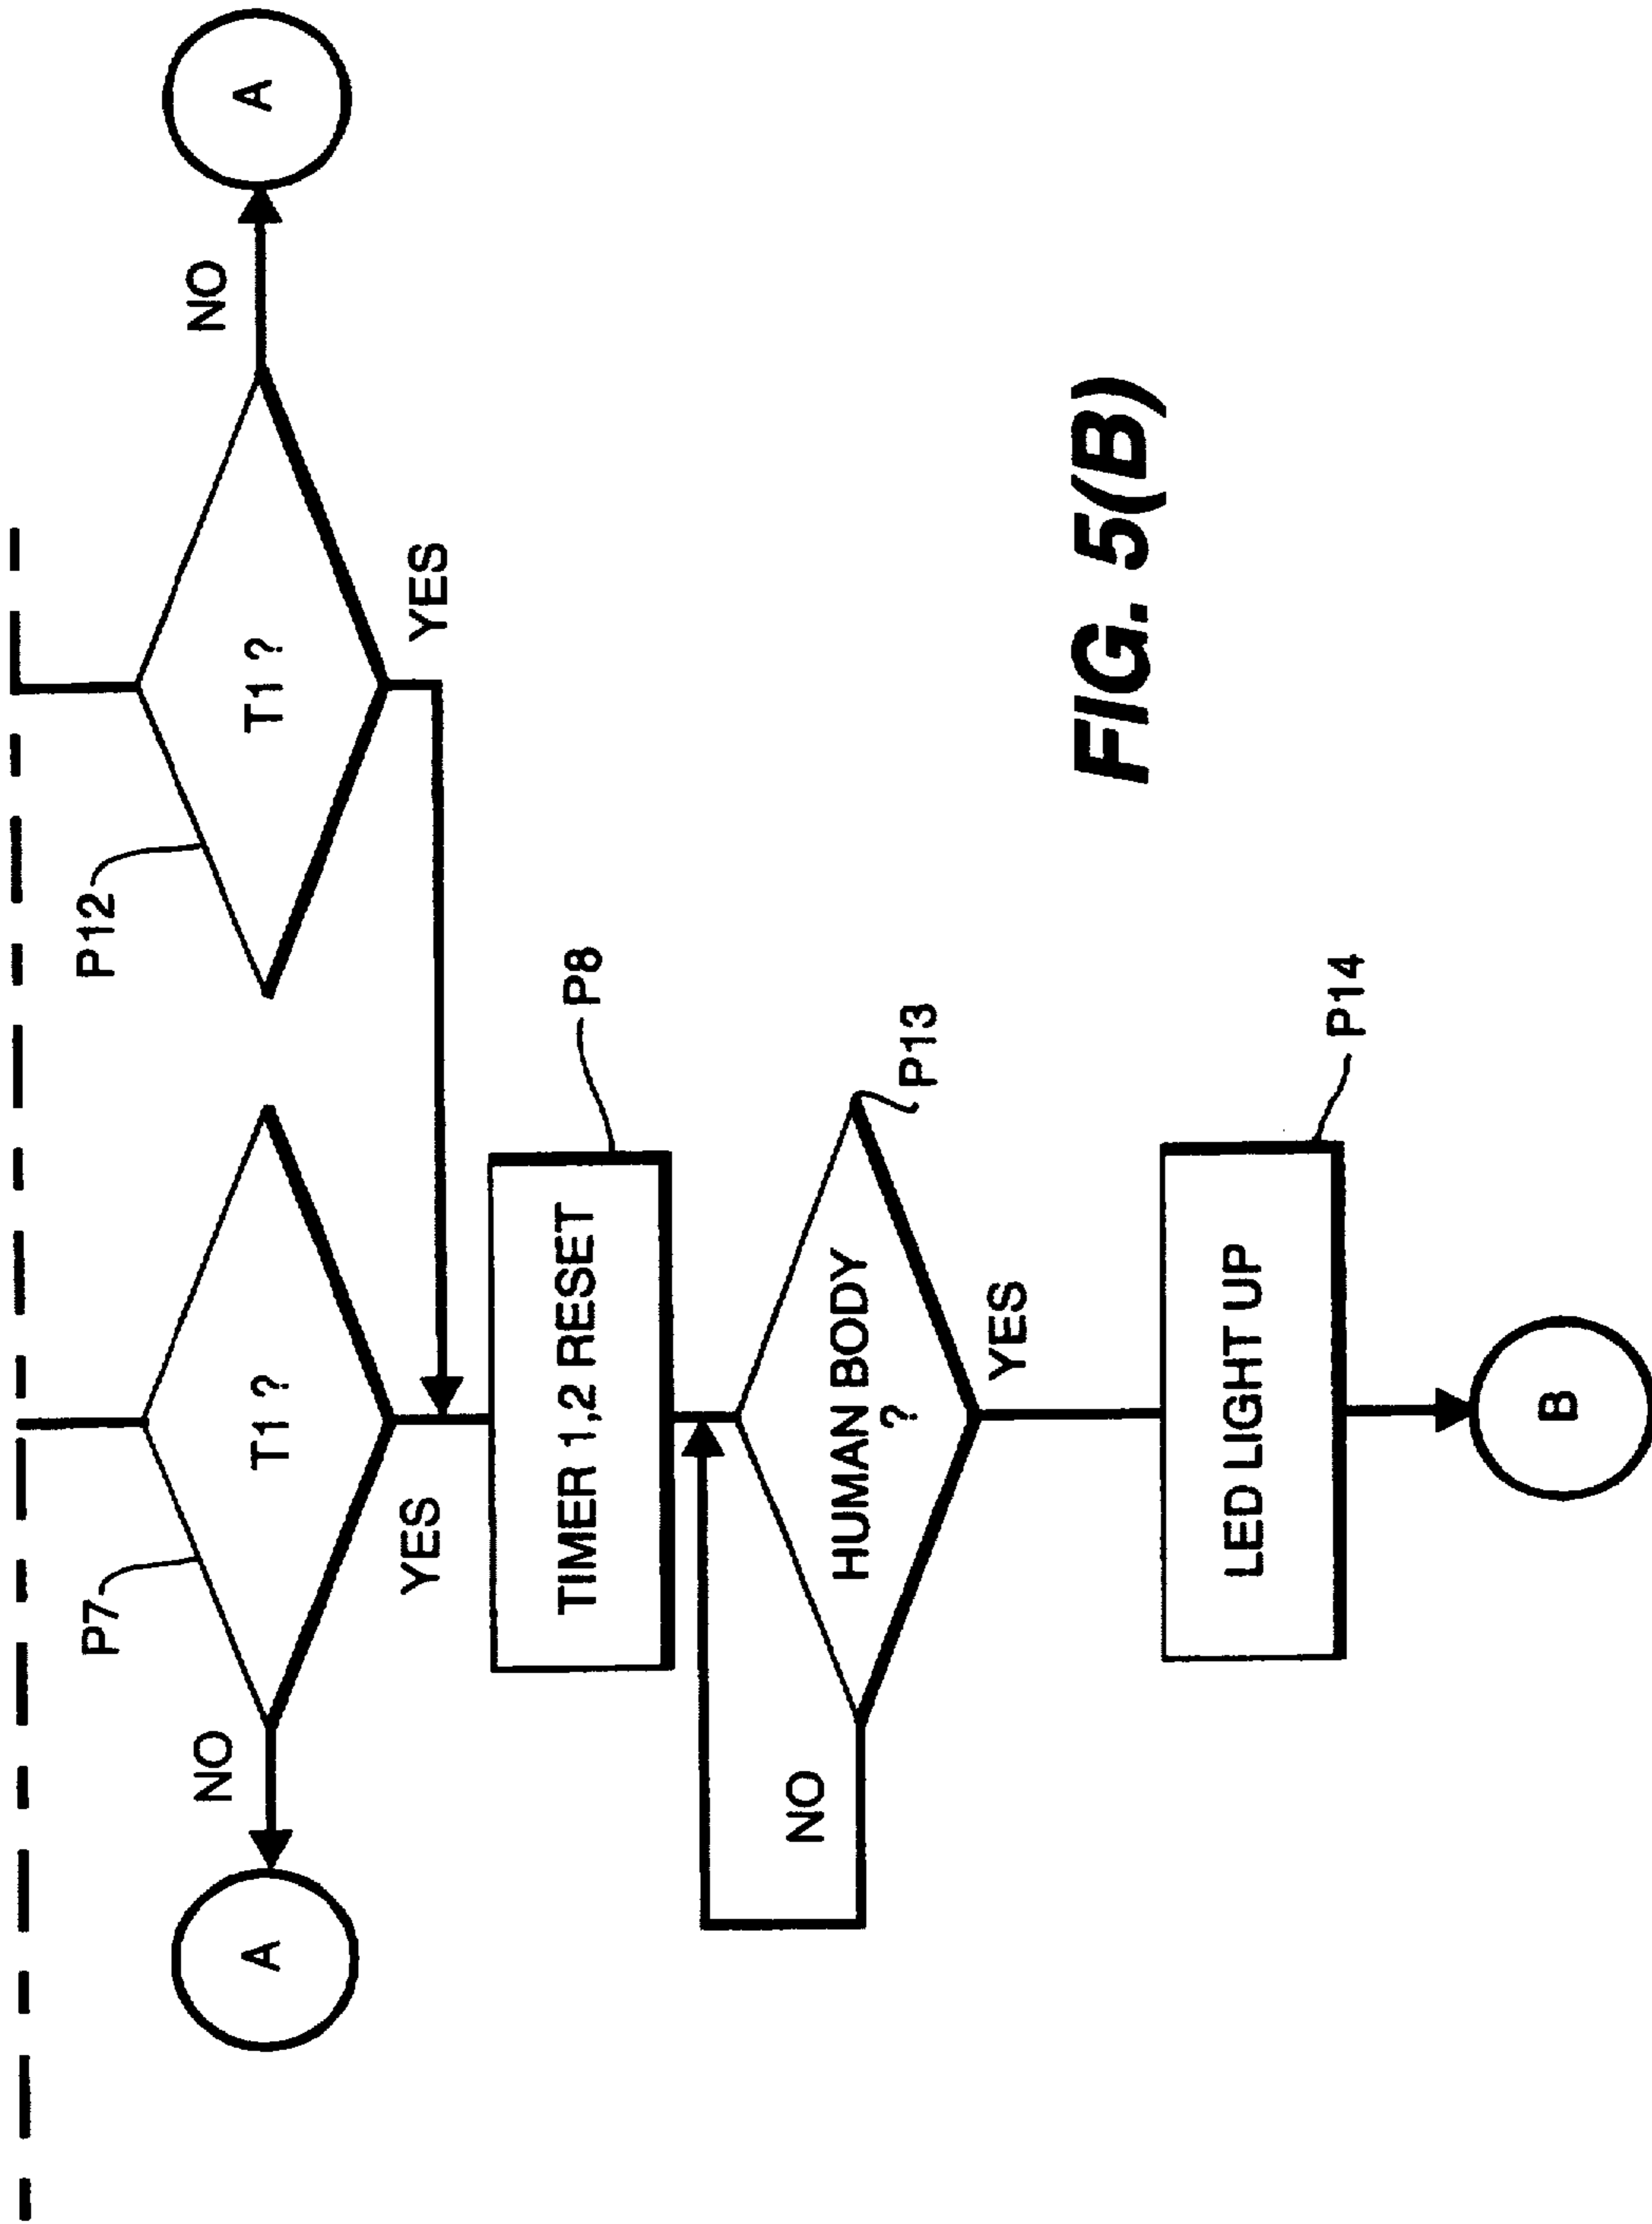 P7
T1 ?
NO
A
YES
P12
T1 ?
NO
A
YES
TIMER 1,2 RESET
P8
HUMAN BODY
?
P13
NO
YES
LED LIGHT UP
P14
B
FIG. 5(B)